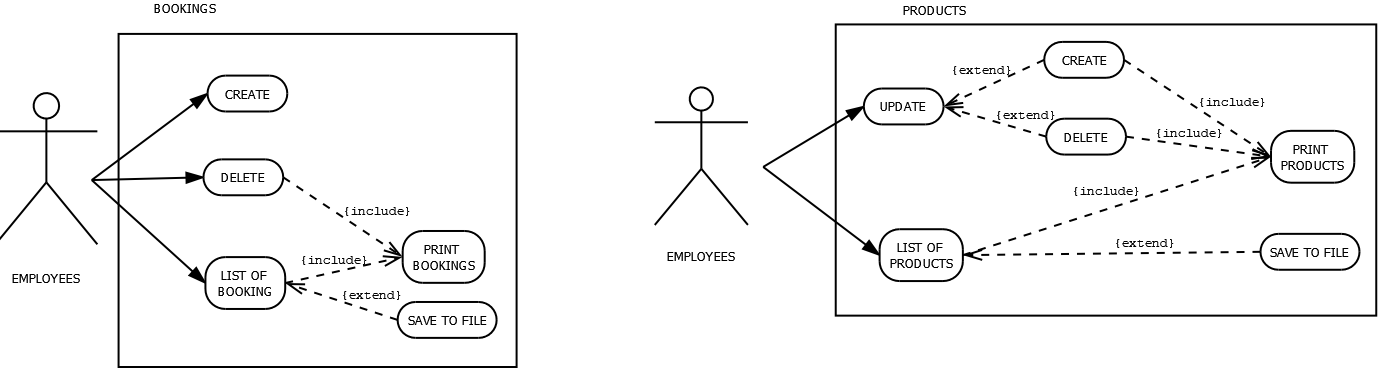 BOOKINGS
CREATE
DELETE
{include}
PRINT
BOOKINGS
{include}
LIST OF
BOOKING
{extend}
SAVE TO FILE
EMPLOYEES
PRODUCTS
CREATE
{extend}
UPDATE
{include}
{extend}
DELETE
{include}
PRINT
PRODUCTS
{include}
LIST OF
PRODUCTS
{extend}
SAVE TO FILE
EMPLOYEES